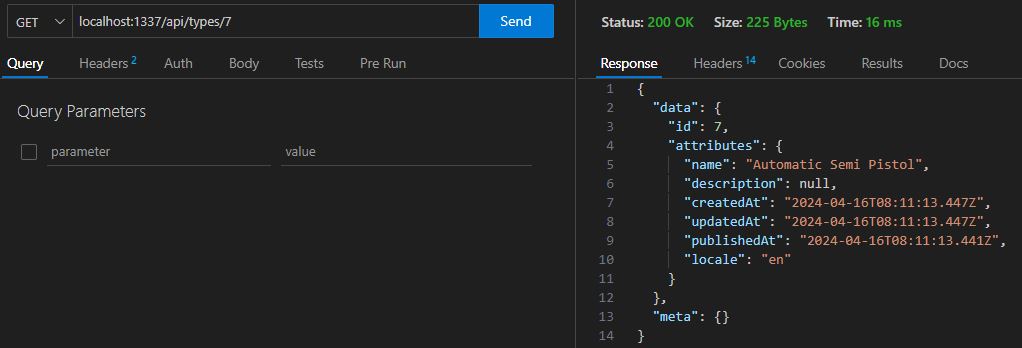 GET localhost:1337/api/types/7 Send
Query Headers 2 Auth Body Tests Pre Run
Query Parameters
parameter value
Status: 200 OK Size: 225 Bytes Time: 16 ms
Response Headers 14 Cookies Results Docs
1 {
2 "data": {
3 "id": 7,
4 "attributes": {
5 "name": "Automatic Semi Pistol",
6 "description": null,
7 "createdAt": "2024-04-16T08:11:13.447Z",
8 "updatedAt": "2024-04-16T08:11:13.447Z",
9 "publishedAt": "2024-04-16T08:11:13.441Z",
10 "locale": "en"
11 }
12 },
13 "meta": {}
14 }